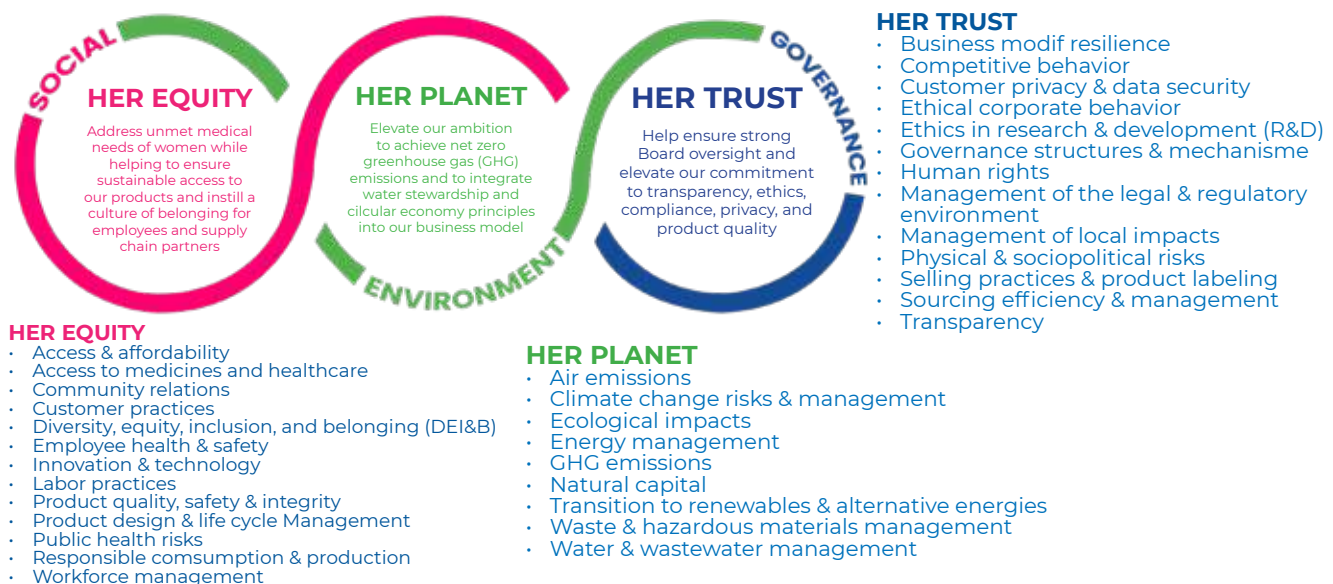 SOCIAL
HER EQUITY
Address unmet medical
needs of women while
helping to ensure
sustainable access to
our products and instill a
culture of belonging for
employees and supply
chain partners
HER PLANET
Elevate our ambition
to achieve net zero
greenhouse gas (GHG)
emissions and to integrate
water stewardship and
cilcular economy principles
into our business model
ENVIRONMENT
HER TRUST
Help ensure strong
Board oversight and
elevate our commitment
to transparency, ethics,
compliance, privacy, and
product quality
GOVERNANCE
HER TRUST
• Business modif resilience
• Competitive behavior
• Customer privacy & data security
• Ethical corporate behavior
• Ethics in research & development (R&D)
• Governance structures & mechanisme
• Human rights
• Management of the legal & regulatory
environment
• Management of local impacts
• Physical & sociopolitical risks
• Selling practices & product labeling
• Sourcing efficiency & management
• Transparency
HER EQUITY
• Access & affordability
• Access to medicines and healthcare
• Community relations
• Customer practices
• Diversity, equity, inclusion, and belonging (DEI&B)
• Employee health & safety
• Innovation & technology
• Labor practices
• Product quality, safety & integrity
• Product design & life cycle Management
• Public health risks
• Responsible comsumption & production
• Workforce management
HER PLANET
• Air emissions
• Climate change risks & management
• Ecological impacts
• Energy management
• GHG emissions
• Natural capital
• Transition to renewables & alternative energies
• Waste & hazardous materials management
• Water & wastewater management